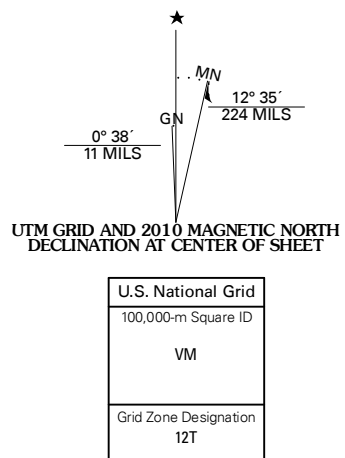 MN
GN
12° 35´
224 MILS
0° 38´
11 MILS
UTM GRID AND 2010 MAGNETIC NORTH
DECLINATION AT CENTER OF SHEET
U.S. National Grid
100,000-m Square ID
VM
Grid Zone Designation
12T